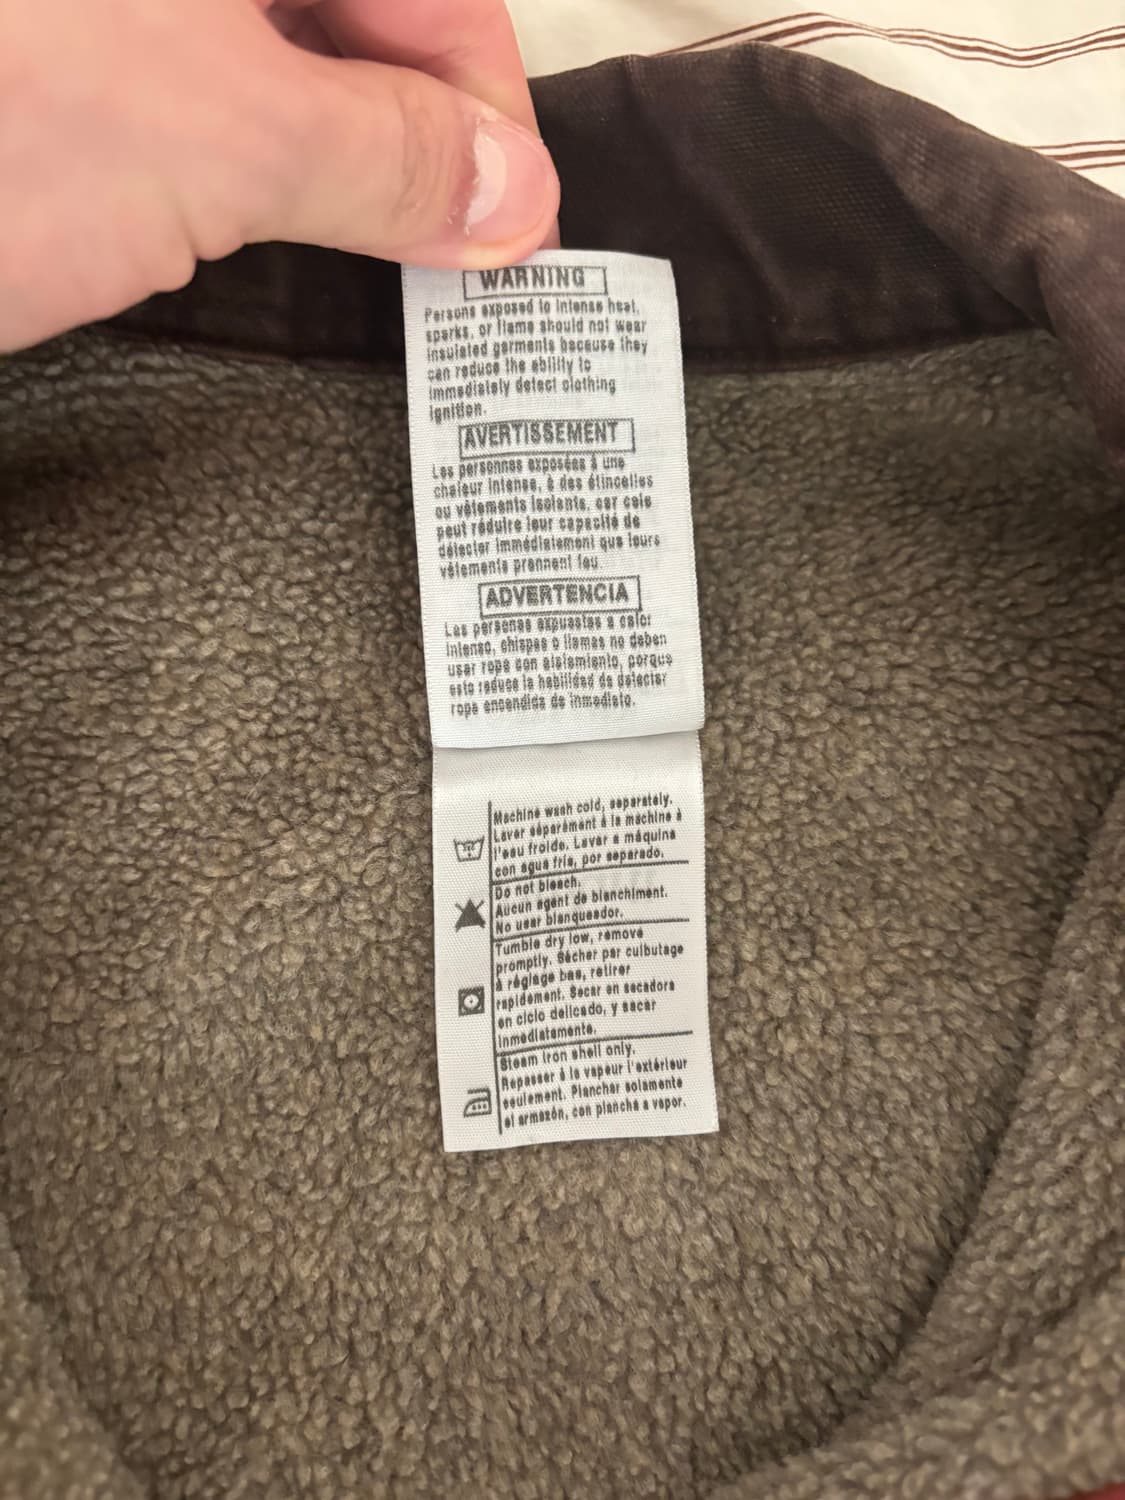 WARNING
Persons exposed to intense heat,
sparks, or flame should not wear
insulated garments because they
can reduce the ability to
immediately detect clothing
ignition.
AVERTISSEMENT
Les personnes exposées à une
chaleur intense, à des étincelles
ou vêtements isolants, car cele
peut réduire leur capacité de
détecter immédiatement que leurs
vêtements prennent feu.
ADVERTENCIA
Las personas expuestas a calor
intenso, chispas o llamas no deben
usar ropa con aislamiento, porque
esto reduce la habilidad de detectar
ropa encendida de inmediato.
Machine wash cold, separately.
Laver séparément à la machine à
l'eau froide. Lavar a máquina
con agua fría, por separado.
Do not bleach.
Aucun agent de blanchiment.
No usar blanqueador.
Tumble dry low, remove
promptly. Sécher par culbutage
à réglage bas, retirer
rapidement. Secar en secadora
en ciclo delicado, y sacar
inmediatamente.
Steam iron shell only.
Repasser à la vapeur l'extérieur
seulement. Planchar solamente
el armazón, con plancha a vapor.